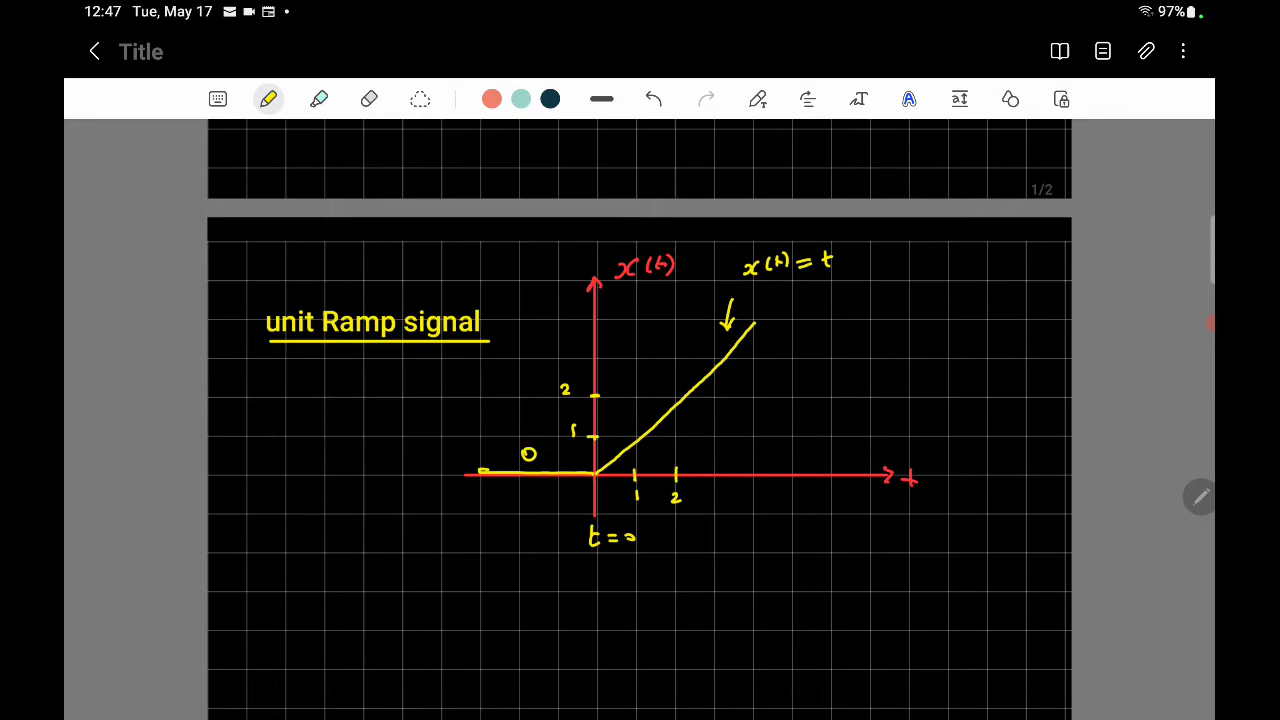 12:47 Tue, May 17 97%
Title
1/2
x(t) x(t) = t
unit Ramp signal
2
1
0
t
1 2
t = 0